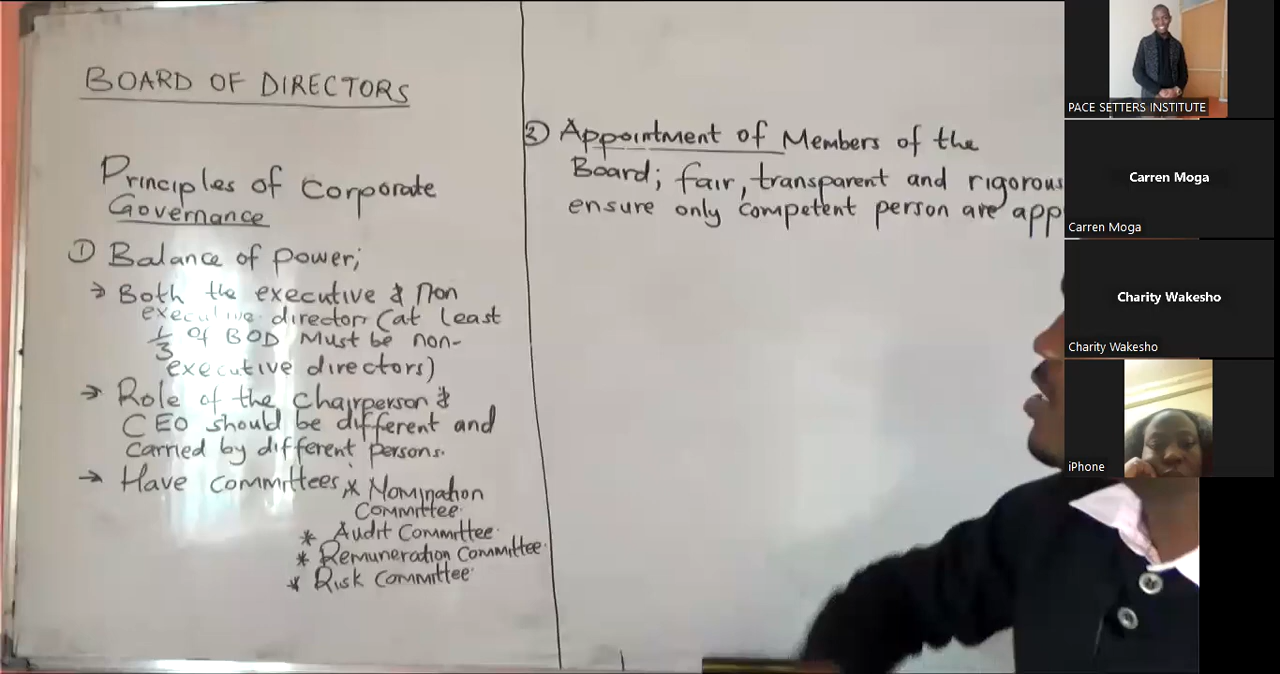 BOARD OF DIRECTORS
Principles of Corporate
Governance
① Balance of power;
→ Both the executive & Non
executive director (at least
1/3 of BOD Must be non-
executive directors)
→ Role of the Chairperson &
CEO should be different and
carried by different persons.
→ Have committees; * Nomination
Committee.
* Audit Committee.
* Remuneration Committee.
* Risk Committee.
② Appointment of Members of the
Board; fair, transparent and rigorous
ensure only competent person are app
PACE SETTERS INSTITUTE
Carren Moga
Carren Moga
Charity Wakesho
Charity Wakesho
iPhone